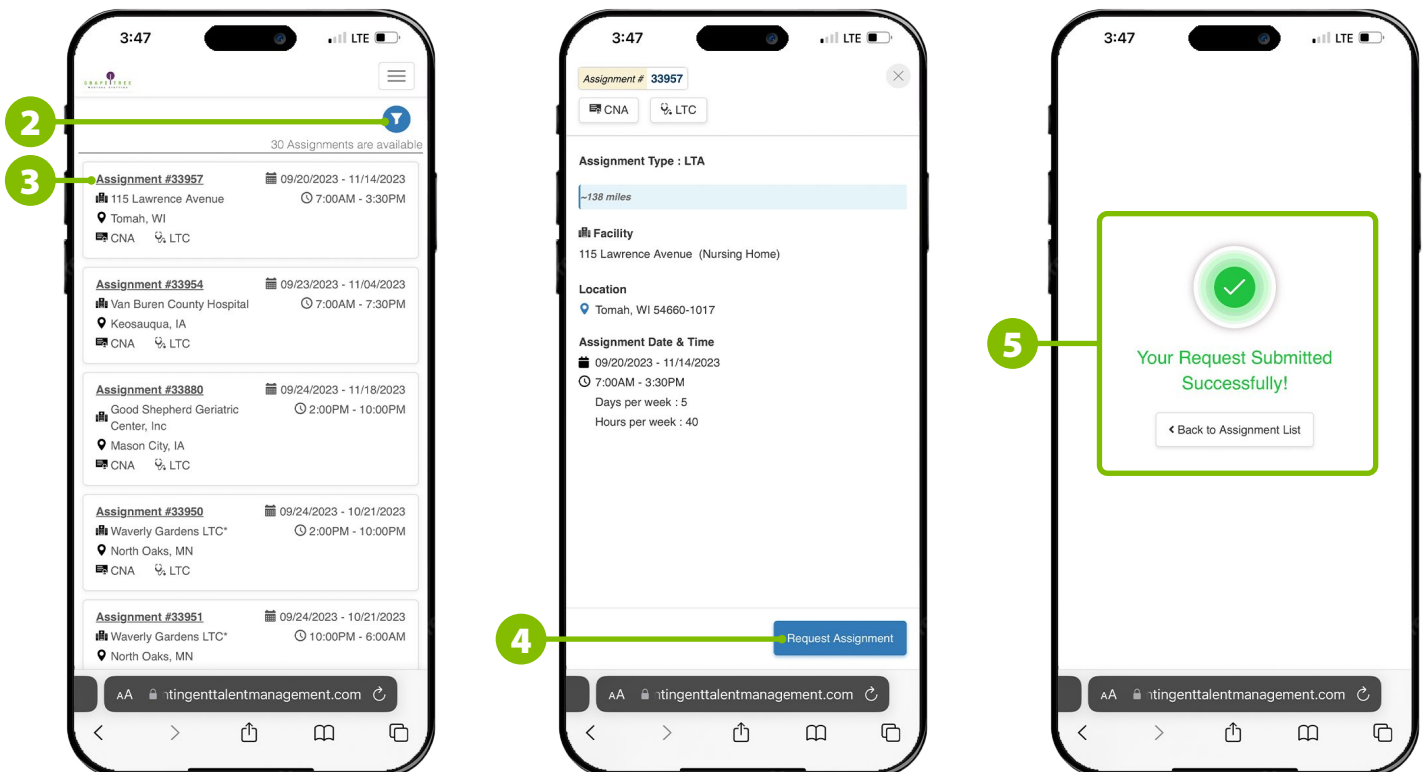 3:47
LTE
GRAPETREE
MEDICAL STAFFING
2
30 Assignments are available
3
Assignment #33957
09/20/2023 - 11/14/2023
115 Lawrence Avenue
7:00AM - 3:30PM
Tomah, WI
CNA LTC
Assignment #33954
09/23/2023 - 11/04/2023
Van Buren County Hospital
7:00AM - 7:30PM
Keosauqua, IA
CNA LTC
Assignment #33880
09/24/2023 - 11/18/2023
Good Shepherd Geriatric
Center, Inc
2:00PM - 10:00PM
Mason City, IA
CNA LTC
Assignment #33950
09/24/2023 - 10/21/2023
Waverly Gardens LTC*
2:00PM - 10:00PM
North Oaks, MN
CNA LTC
Assignment #33951
09/24/2023 - 10/21/2023
Waverly Gardens LTC*
10:00PM - 6:00AM
North Oaks, MN
AA ntingenttalentmanagement.com
3:47
LTE
Assignment # 33957
CNA LTC
Assignment Type : LTA
~138 miles
Facility
115 Lawrence Avenue (Nursing Home)
Location
Tomah, WI 54660-1017
Assignment Date & Time
09/20/2023 - 11/14/2023
7:00AM - 3:30PM
Days per week : 5
Hours per week : 40
4
Request Assignment
AA ntingenttalentmanagement.com
3:47
LTE
5
Your Request Submitted
Successfully!
Back to Assignment List
AA ntingenttalentmanagement.com